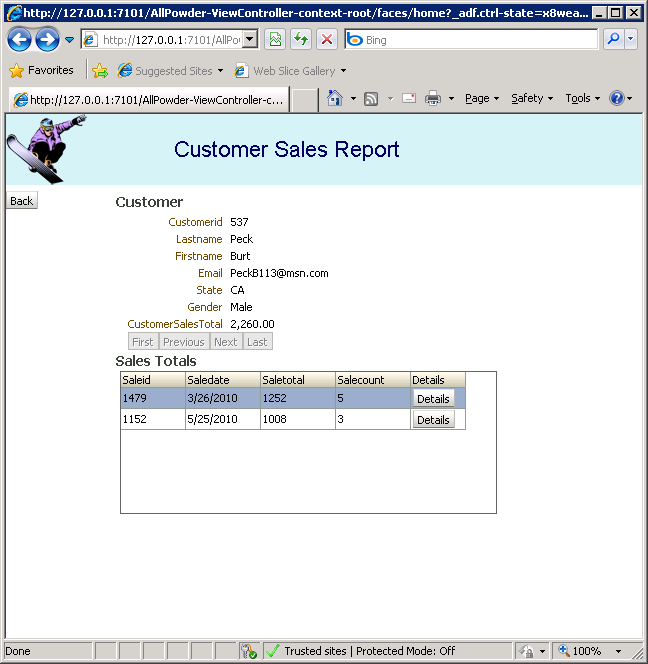 http://127.0.0.1:7101/AllPowder-ViewController-context-root/faces/home?_adf.ctrl-state=x8wea...
http://127.0.0.1:7101/AllPo
Bing
Favorites Suggested Sites Web Slice Gallery
http://127.0.0.1:7101/AllPowder-ViewController-c... Page Safety Tools
Customer Sales Report
Back
Customer
Customerid 537
Lastname Peck
Firstname Burt
Email PeckB113@msn.com
State CA
Gender Male
CustomerSalesTotal 2,260.00
First Previous Next Last
Sales Totals
Saleid Saledate Saletotal Salecount Details
1479 3/26/2010 1252 5 Details
1152 5/25/2010 1008 3 Details
Done Trusted sites | Protected Mode: Off 100%